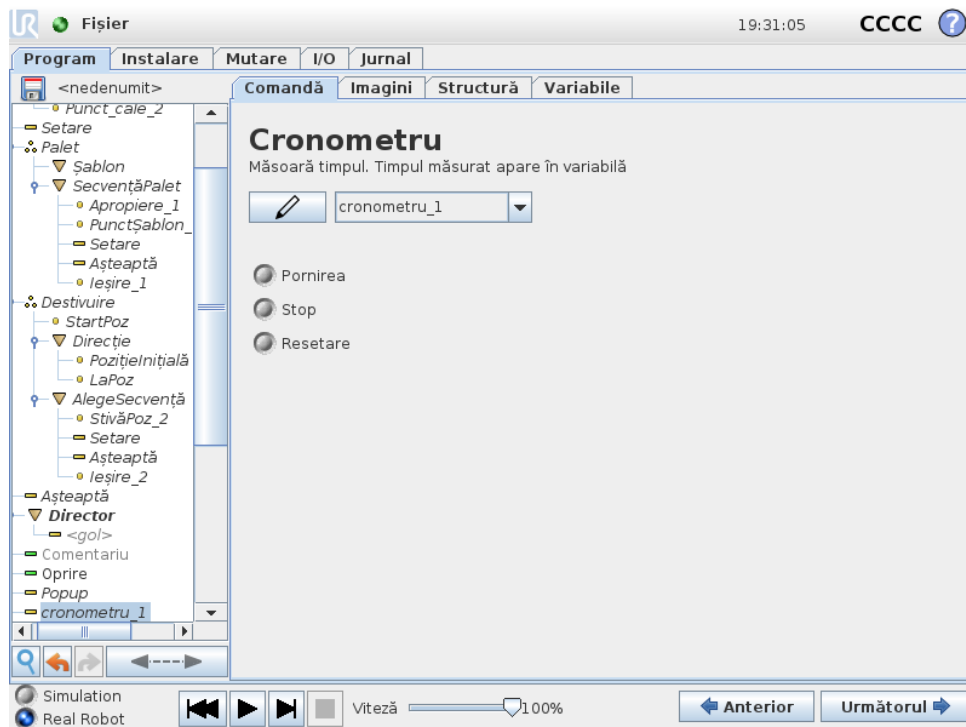 UR Fișier 19:31:05 CCCC ?
Program Instalare Mutare I/O Jurnal
<nedenumit>
Comandă Imagini Structură Variabile
Punct_cale_2
Setare
Palet
Șablon
SecvențăPalet
Apropiere_1
PunctȘablon_
Setare
Așteaptă
Ieșire_1
Destivuire
StartPoz
Direcție
PozițieInițială
LaPoz
AlegeSecvență
StivăPoz_2
Setare
Așteaptă
Ieșire_2
Așteaptă
Director
<gol>
Comentariu
Oprire
Popup
cronometru_1
Cronometru
Măsoară timpul. Timpul măsurat apare în variabilă
cronometru_1
Pornirea
Stop
Resetare
Simulation
Real Robot
Viteză 100%
Anterior Următorul